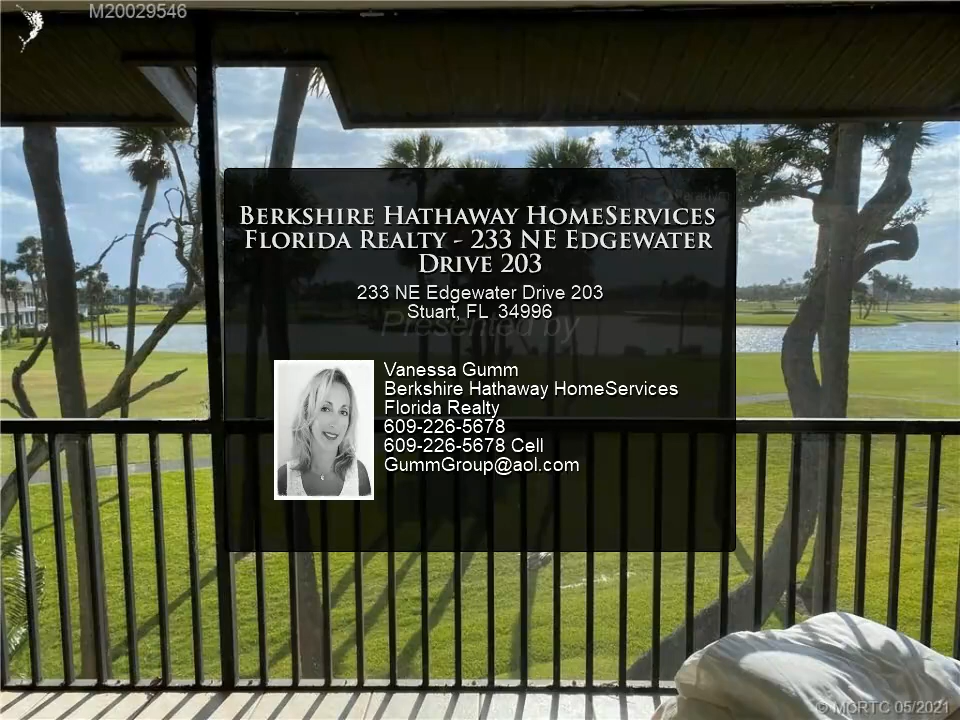 M20029546
BERKSHIRE HATHAWAY HOMESERVICES
FLORIDA REALTY - 233 NE EDGEWATER
DRIVE 203
233 NE Edgewater Drive 203
Stuart, FL 34996
Presented by
Vanessa Gumm
Berkshire Hathaway HomeServices
Florida Realty
609-226-5678
609-226-5678 Cell
GummGroup@aol.com
© MCRTC 05/2021